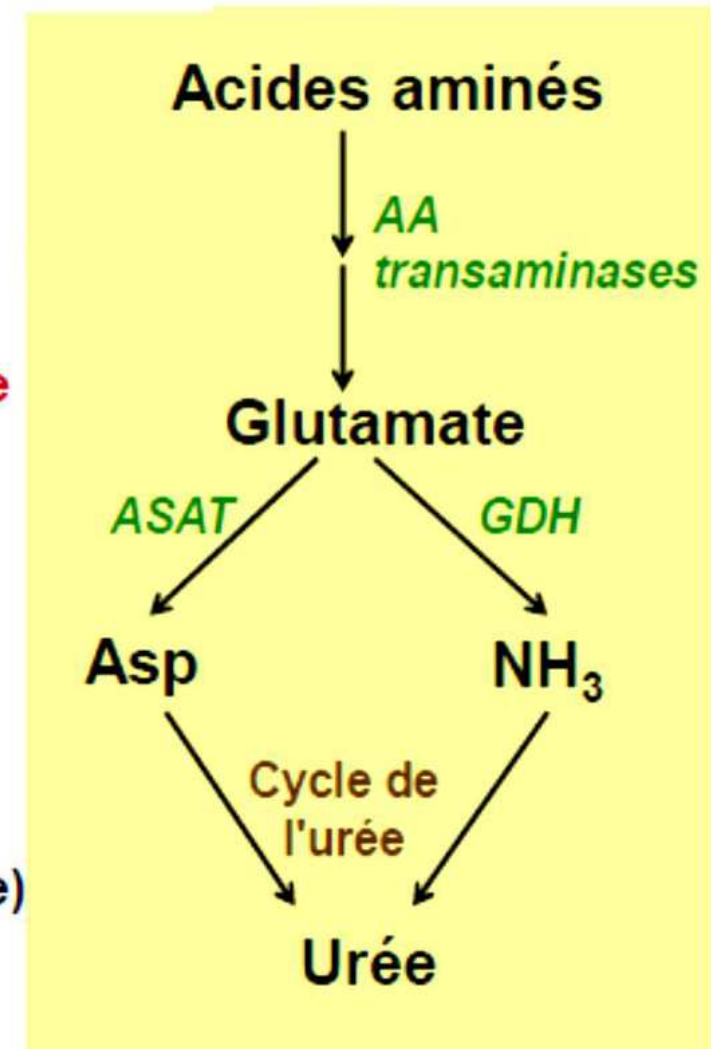 Acides aminés
AA
transaminases
e
Glutamate
ASAT GDH
Asp NH₃
Cycle de
l'urée
e)
Urée